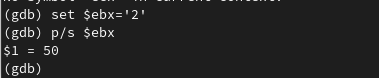 (gdb) set $ebx='2'
(gdb) p/s $ebx
$1 = 50
(gdb)